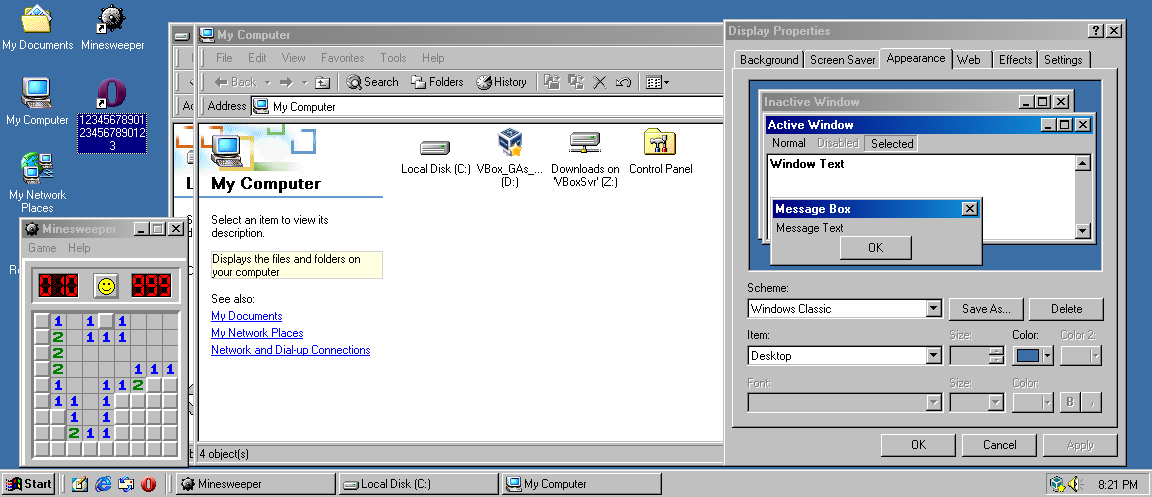 My Documents
Minesweeper
My Computer
12345678901
23456789012
3
My Network
Places
Minesweeper
Game Help
999
1 1 1
2 1 1 1
2
2 1 1 1
1 1 1 2
1 1 1
1 1
2 1 1
My Computer
File Edit View Favorites Tools Help
Back Search Folders History
Address My Computer
My Computer
Select an item to view its
description.
Displays the files and folders on
your computer
See also:
My Documents
My Network Places
Network and Dial-up Connections
Local Disk (C:)
VBox_GAs_...
(D:)
Downloads on
'VBoxSvr' (Z:)
Control Panel
4 object(s)
Display Properties
Background Screen Saver Appearance Web Effects Settings
Inactive Window
Active Window
Normal Disabled Selected
Window Text
Message Box
Message Text
OK
Scheme:
Windows Classic Save As... Delete
Item: Size: Color: Color 2:
Desktop
Font: Size: Color:
B /
OK Cancel Apply
Start Minesweeper Local Disk (C:) My Computer 8:21 PM